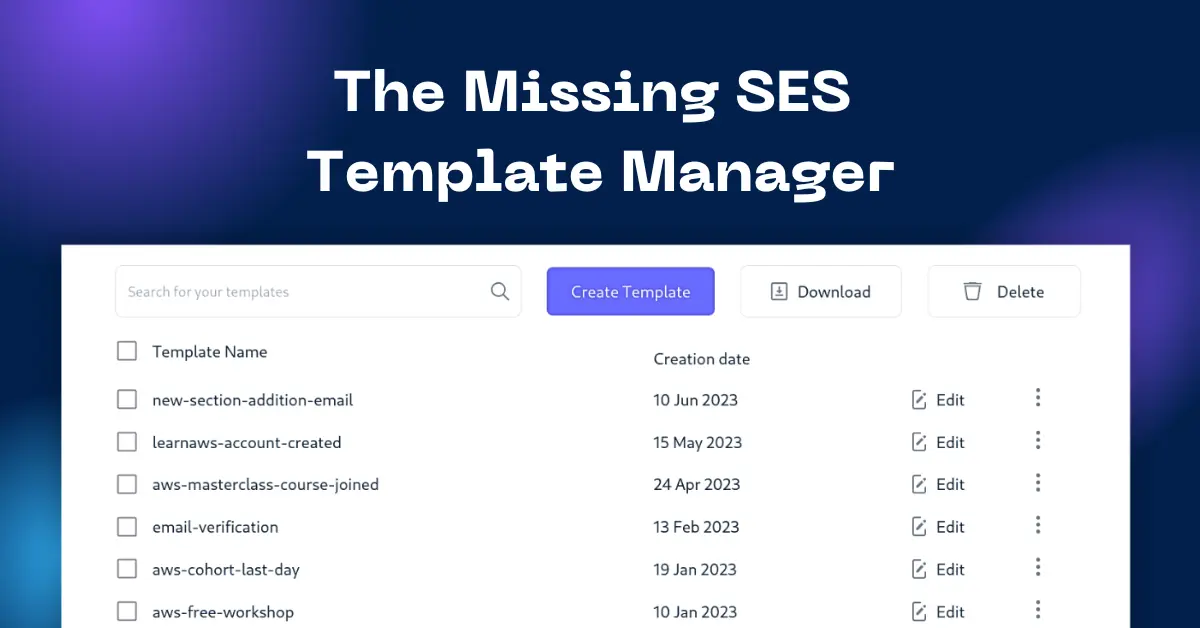 The Missing SES
Template Manager
Search for your templates
Create Template
Download
Delete
Template Name
Creation date
new-section-addition-email 10 Jun 2023 Edit
learnaws-account-created 15 May 2023 Edit
aws-masterclass-course-joined 24 Apr 2023 Edit
email-verification 13 Feb 2023 Edit
aws-cohort-last-day 19 Jan 2023 Edit
aws-free-workshop 10 Jan 2023 Edit